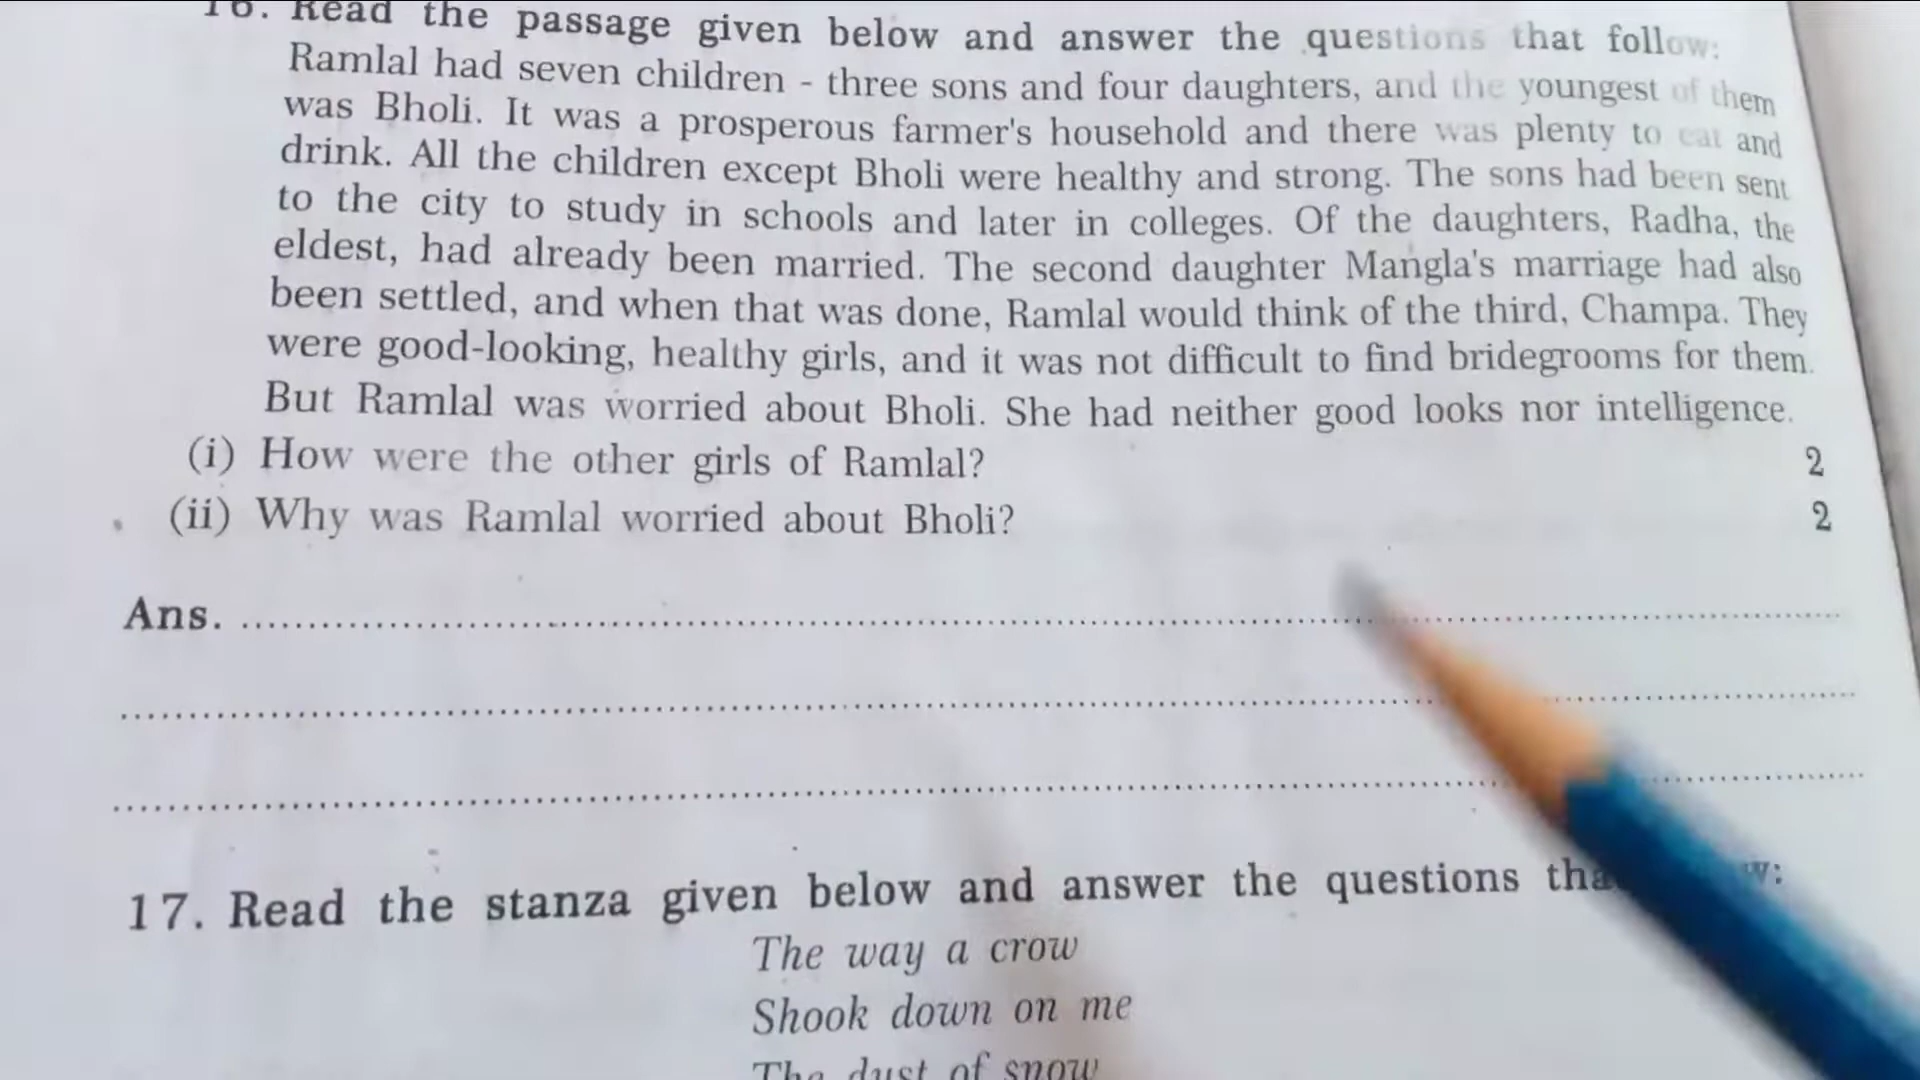 16. Read the passage given below and answer the questions that follow:
Ramlal had seven children - three sons and four daughters, and the youngest of them
was Bholi. It was a prosperous farmer's household and there was plenty to eat and
drink. All the children except Bholi were healthy and strong. The sons had been sent
to the city to study in schools and later in colleges. Of the daughters, Radha, the
eldest, had already been married. The second daughter Mangla's marriage had also
been settled, and when that was done, Ramlal would think of the third, Champa. They
were good-looking, healthy girls, and it was not difficult to find bridegrooms for them.
But Ramlal was worried about Bholi. She had neither good looks nor intelligence.
(i) How were the other girls of Ramlal? 2
(ii) Why was Ramlal worried about Bholi? 2
Ans.
17. Read the stanza given below and answer the questions
The way a crow
Shook down on me
The dust of snow